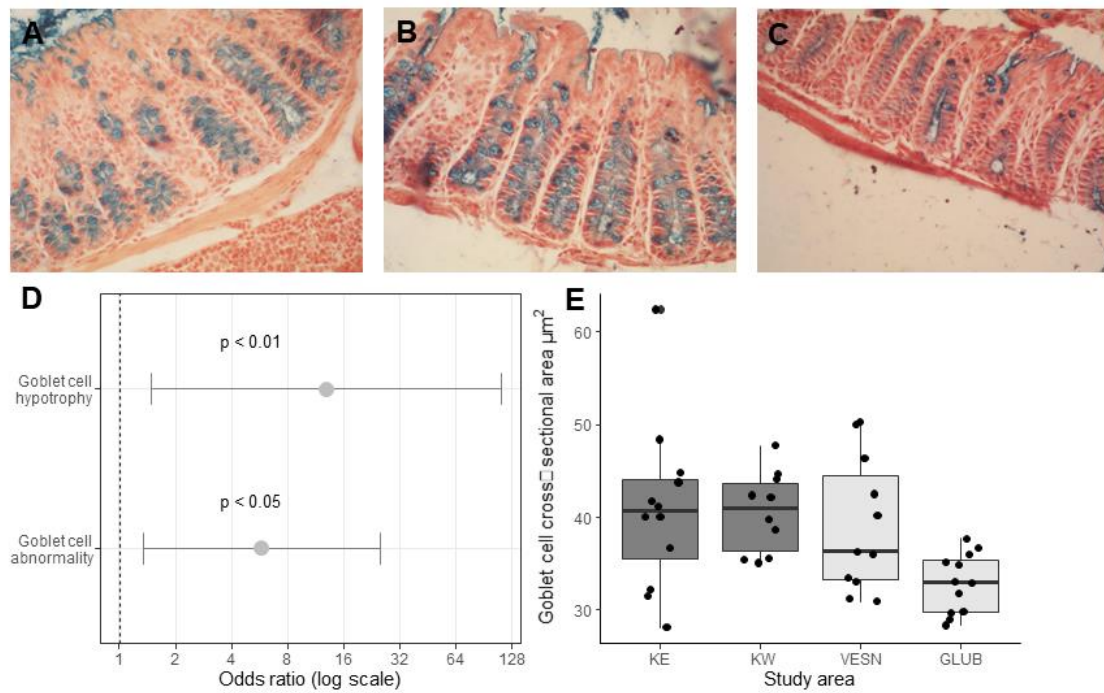 A
B
C
D
p < 0.01
Goblet cell
hypotrophy
p < 0.05
Goblet cell
abnormality
1 2 4 8 16 32 64 128
Odds ratio (log scale)
E
Goblet cell cross□sectional area µm²
60
50
40
30
KE KW VESN GLUB
Study area